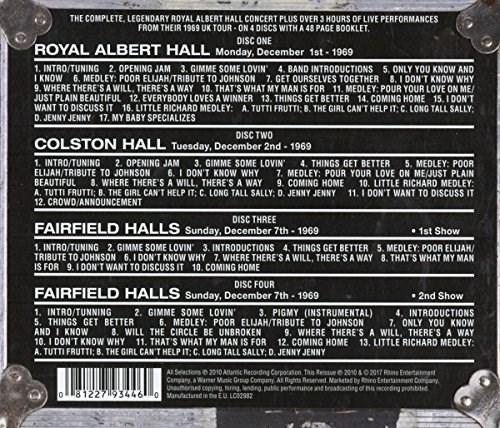 THE COMPLETE, LEGENDARY ROYAL ALBERT HALL CONCERT PLUS OVER 3 HOURS OF LIVE PERFORMANCES
FROM THEIR 1969 UK TOUR - ON 4 DISCS WITH A 48 PAGE BOOKLET.
DISC ONE
ROYAL ALBERT HALL Monday, December 1st - 1969
1. INTRO/TUNING 2. OPENING JAM 3. GIMME SOME LOVIN' 4. BAND INTRODUCTIONS 5. ONLY YOU KNOW AND
I KNOW 6. MEDLEY: POOR ELIJAH/TRIBUTE TO JOHNSON 7. GET OURSELVES TOGETHER 8. I DON'T KNOW WHY
9. WHERE THERE'S A WILL, THERE'S A WAY 10. THAT'S WHAT MY MAN IS FOR 11. MEDLEY: POUR YOUR LOVE ON ME/
JUST PLAIN BEAUTIFUL 12. EVERYBODY LOVES A WINNER 13. THINGS GET BETTER 14. COMING HOME 15. I DON'T
WANT TO DISCUSS IT 16. LITTLE RICHARD MEDLEY: A. TUTTI FRUTI; B. THE GIRL CAN'T HELP IT; C. LONG TALL SALLY;
D. JENNY JENNY 17. MY BABY SPECIALIZES
DISC TWO
COLSTON HALL Tuesday, December 2nd - 1969
1. INTRO/TUNING 2. OPENING JAM 3. GIMME SOME LOVIN' 4. THINGS GET BETTER 5. MEDLEY: POOR
ELIJAH/TRIBUTE TO JOHNSON 6. I DON'T KNOW WHY 7. MEDLEY: POUR YOUR LOVE ON ME/JUST PLAIN
BEAUTIFUL 8. WHERE THERE'S A WILL, THERE'S A WAY 9. COMING HOME 10. LITTLE RICHARD MEDLEY:
A. TUTTI FRUTTI; B. THE GIRL CAN'T HELP IT; C. LONG TALL SALLY; D. JENNY JENNY 11. I DON'T WANT TO DISCUSS IT
12. CROWD/ANNOUNCEMENT
DISC THREE
FAIRFIELD HALLS Sunday, December 7th - 1969 • 1st Show
1. INTRO/TUNING 2. GIMME SOME LOVIN' 3. INTRODUCTIONS 4. THINGS GET BETTER 5. MEDLEY: POOR ELIJAH/
TRIBUTE TO JOHNSON 6. I DON'T KNOW WHY 7. WHERE THERE'S A WILL, THERE'S A WAY 8. THAT'S WHAT MY MAN
IS FOR 9. I DON'T WANT TO DISCUSS IT 10. COMING HOME
DISC FOUR
FAIRFIELD HALLS Sunday, December 7th - 1969 • 2nd Show
1. INTRO/TUNNING 2. GIMME SOME LOVIN' 3. PIGMY (INSTRUMENTAL) 4. INTRODUCTIONS
5. THINGS GET BETTER 6. MEDLEY: POOR ELIJAH/TRIBUTE TO JOHNSON 7. ONLY YOU KNOW
AND I KNOW 8. WILL THE CIRCLE BE UNBROKEN 9. WHERE THERE'S A WILL, THERE'S A WAY
10. I DON'T KNOW WHY 11. THAT'S WHAT MY MAN IS FOR 12. COMING HOME 13. LITTLE RICHARD MEDLEY:
A. TUTTI FRUTTI; B. THE GIRL CAN'T HELP IT; C. LONG TALL SALLY; D. JENNY JENNY
All Selections ℗ 2010 Atlantic Recording Corporation. This Reissue ℗ 2010 & © 2017 Rhino Entertainment
Company, a Warner Music Group Company. All Rights Reserved. Marketed by Rhino Entertainment Company.
Unauthorised copying, hiring, lending, public performance and broadcasting of this recording prohibited.
Manufactured in the E.U. LC02982
0 81227 93446 0